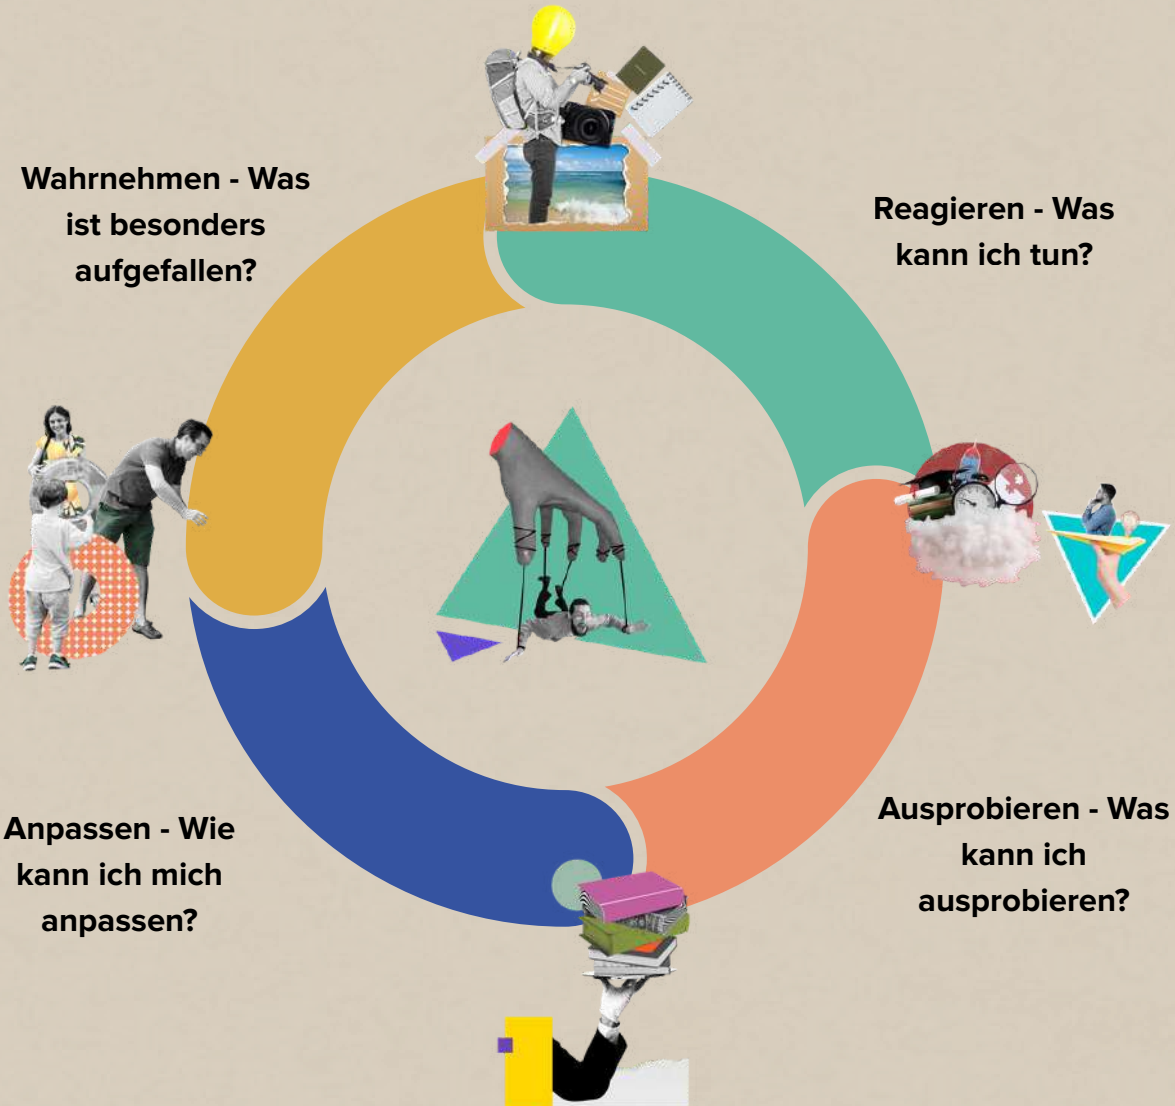 Wahrnehmen - Was
ist besonders
aufgefallen?
Reagieren - Was
kann ich tun?
Anpassen - Wie
kann ich mich
anpassen?
Ausprobieren - Was
kann ich
ausprobieren?